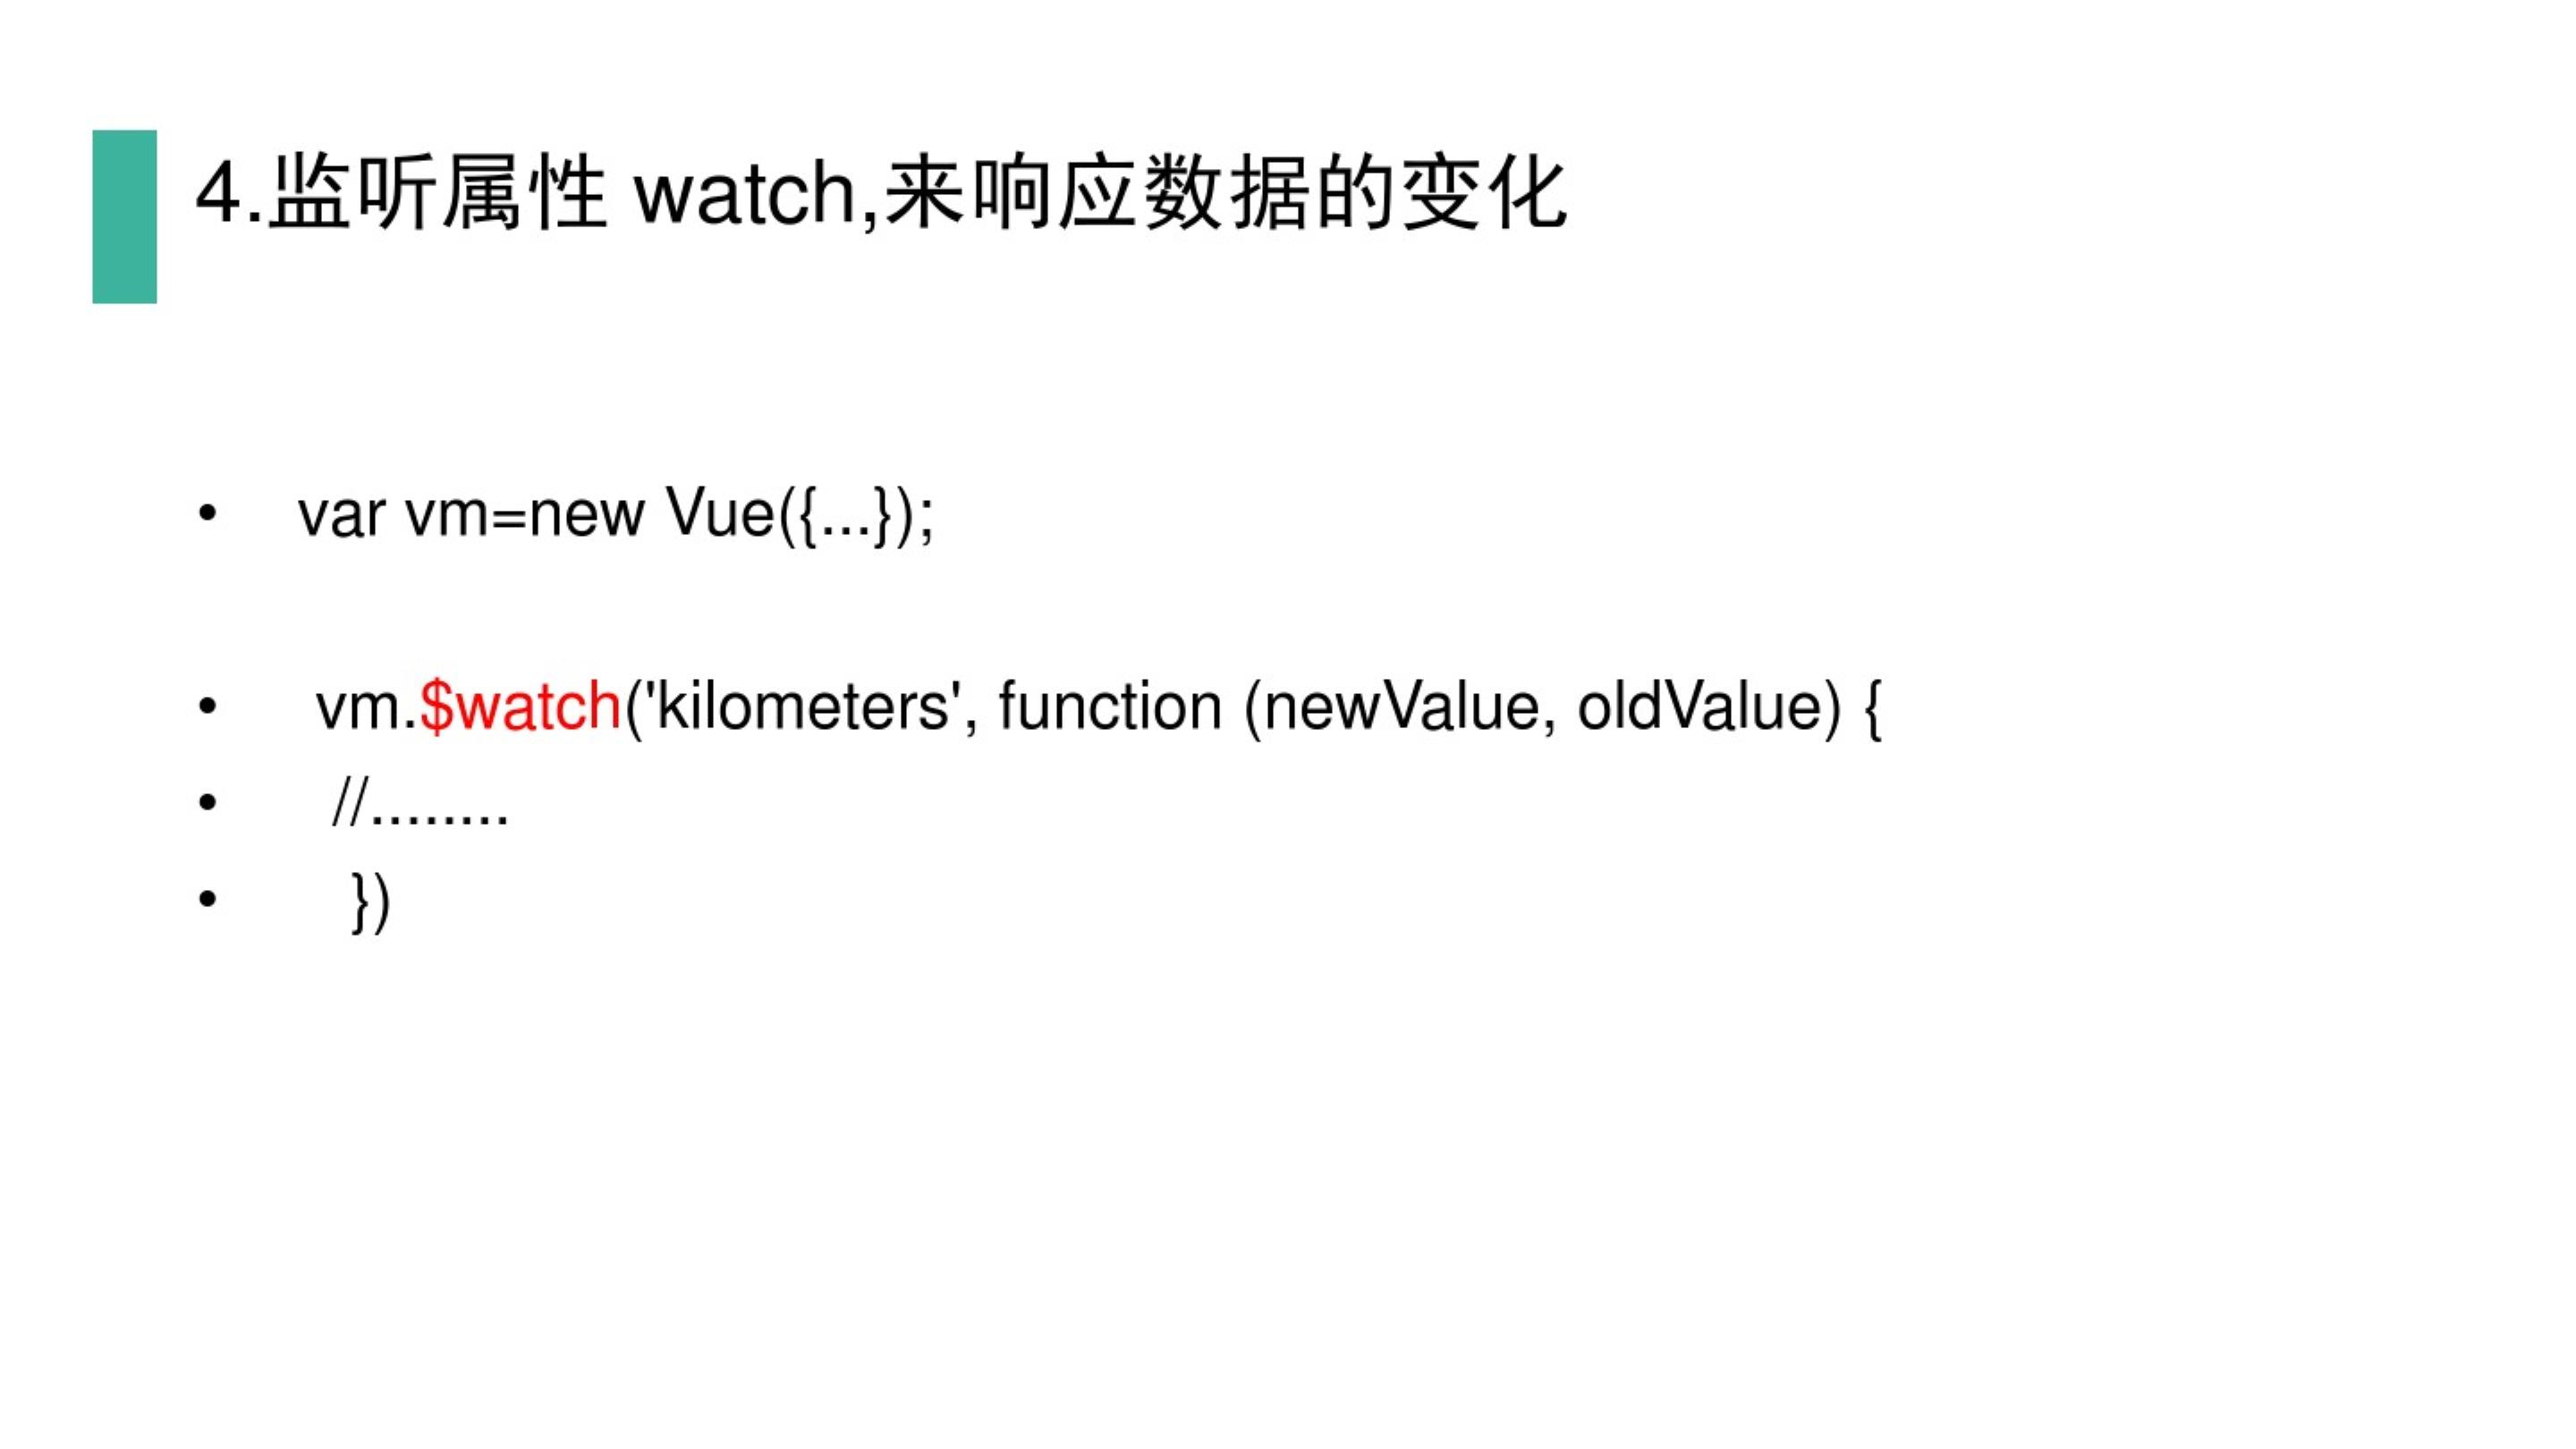 4.监听属性 watch,来响应数据的变化
• var vm=new Vue({...});
• vm.$watch('kilometers', function (newValue, oldValue) {
• //........
• })